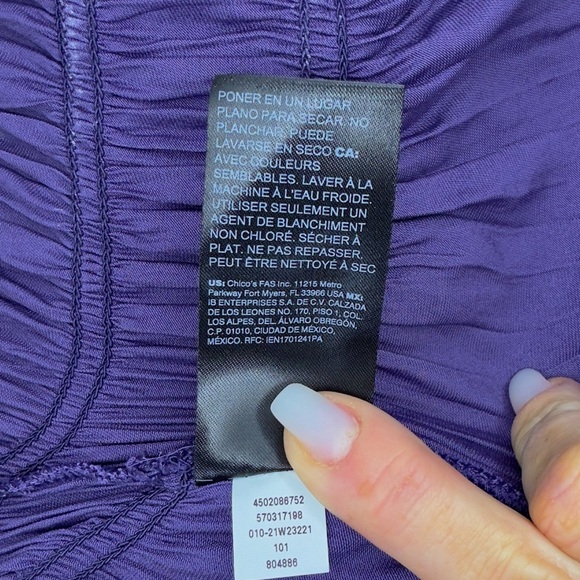 PONER EN UN LUGAR
PLANO PARA SECAR. NO
PLANCHAR. PUEDE
LAVARSE EN SECO CA:
AVEC COULEURS
SEMBLABLES, LAVER À LA
MACHINE À L'EAU FROIDE.
UTILISER SEULEMENT UN
AGENT DE BLANCHIMENT
NON CHLORÉ. SÉCHER À
PLAT. NE PAS REPASSER.
PEUT ÊTRE NETTOYÉ À SEC
US: Chico's FAS Inc. 11215 Metro
Parkway Fort Myers, FL 33966 USA MX:
IB ENTERPRISES S.A. DE C.V. CALZADA
DE LOS LEONES NO. 170, PISO 1, COL.
LOS ALPES, DEL. ÁLVARO OBREGÓN,
C.P. 01010, CIUDAD DE MÉXICO,
MÉXICO. RFC: IEN1701241PA
4502086752
570317198
010-21W23221
101
804886